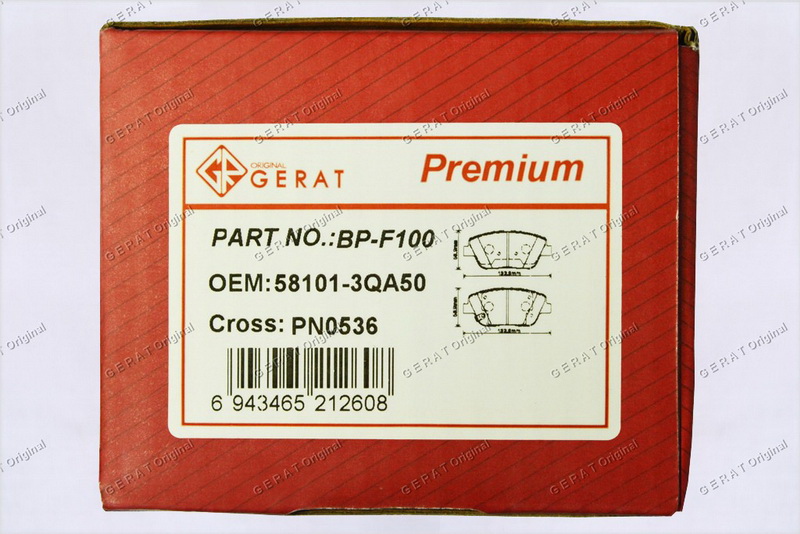 ORIGINAL
GERAT
Premium
PART NO.:BP-F100
OEM:58101-3QA50
Cross: PN0536
6 943465 212608
GERAT Original